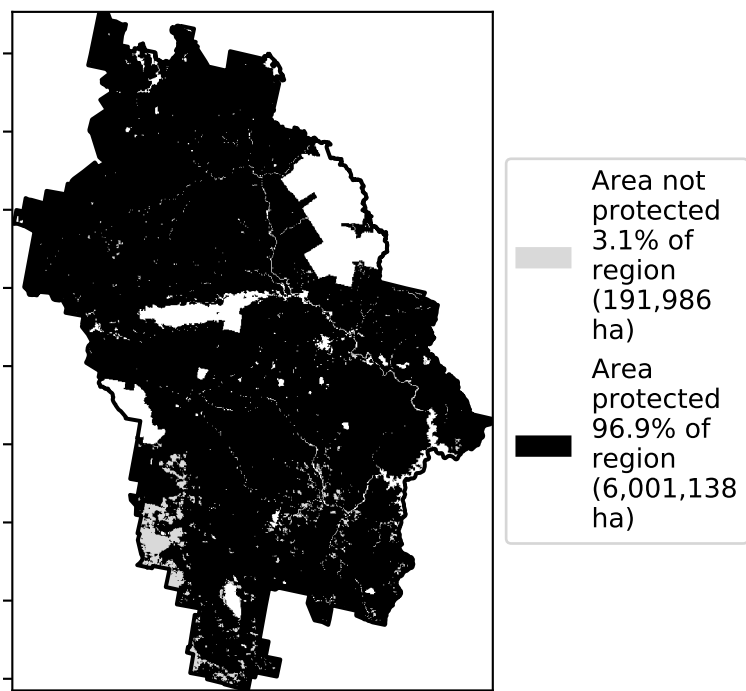 Area not
protected
3.1% of
region
(191,986
ha)
Area
protected
96.9% of
region
(6,001,138
ha)